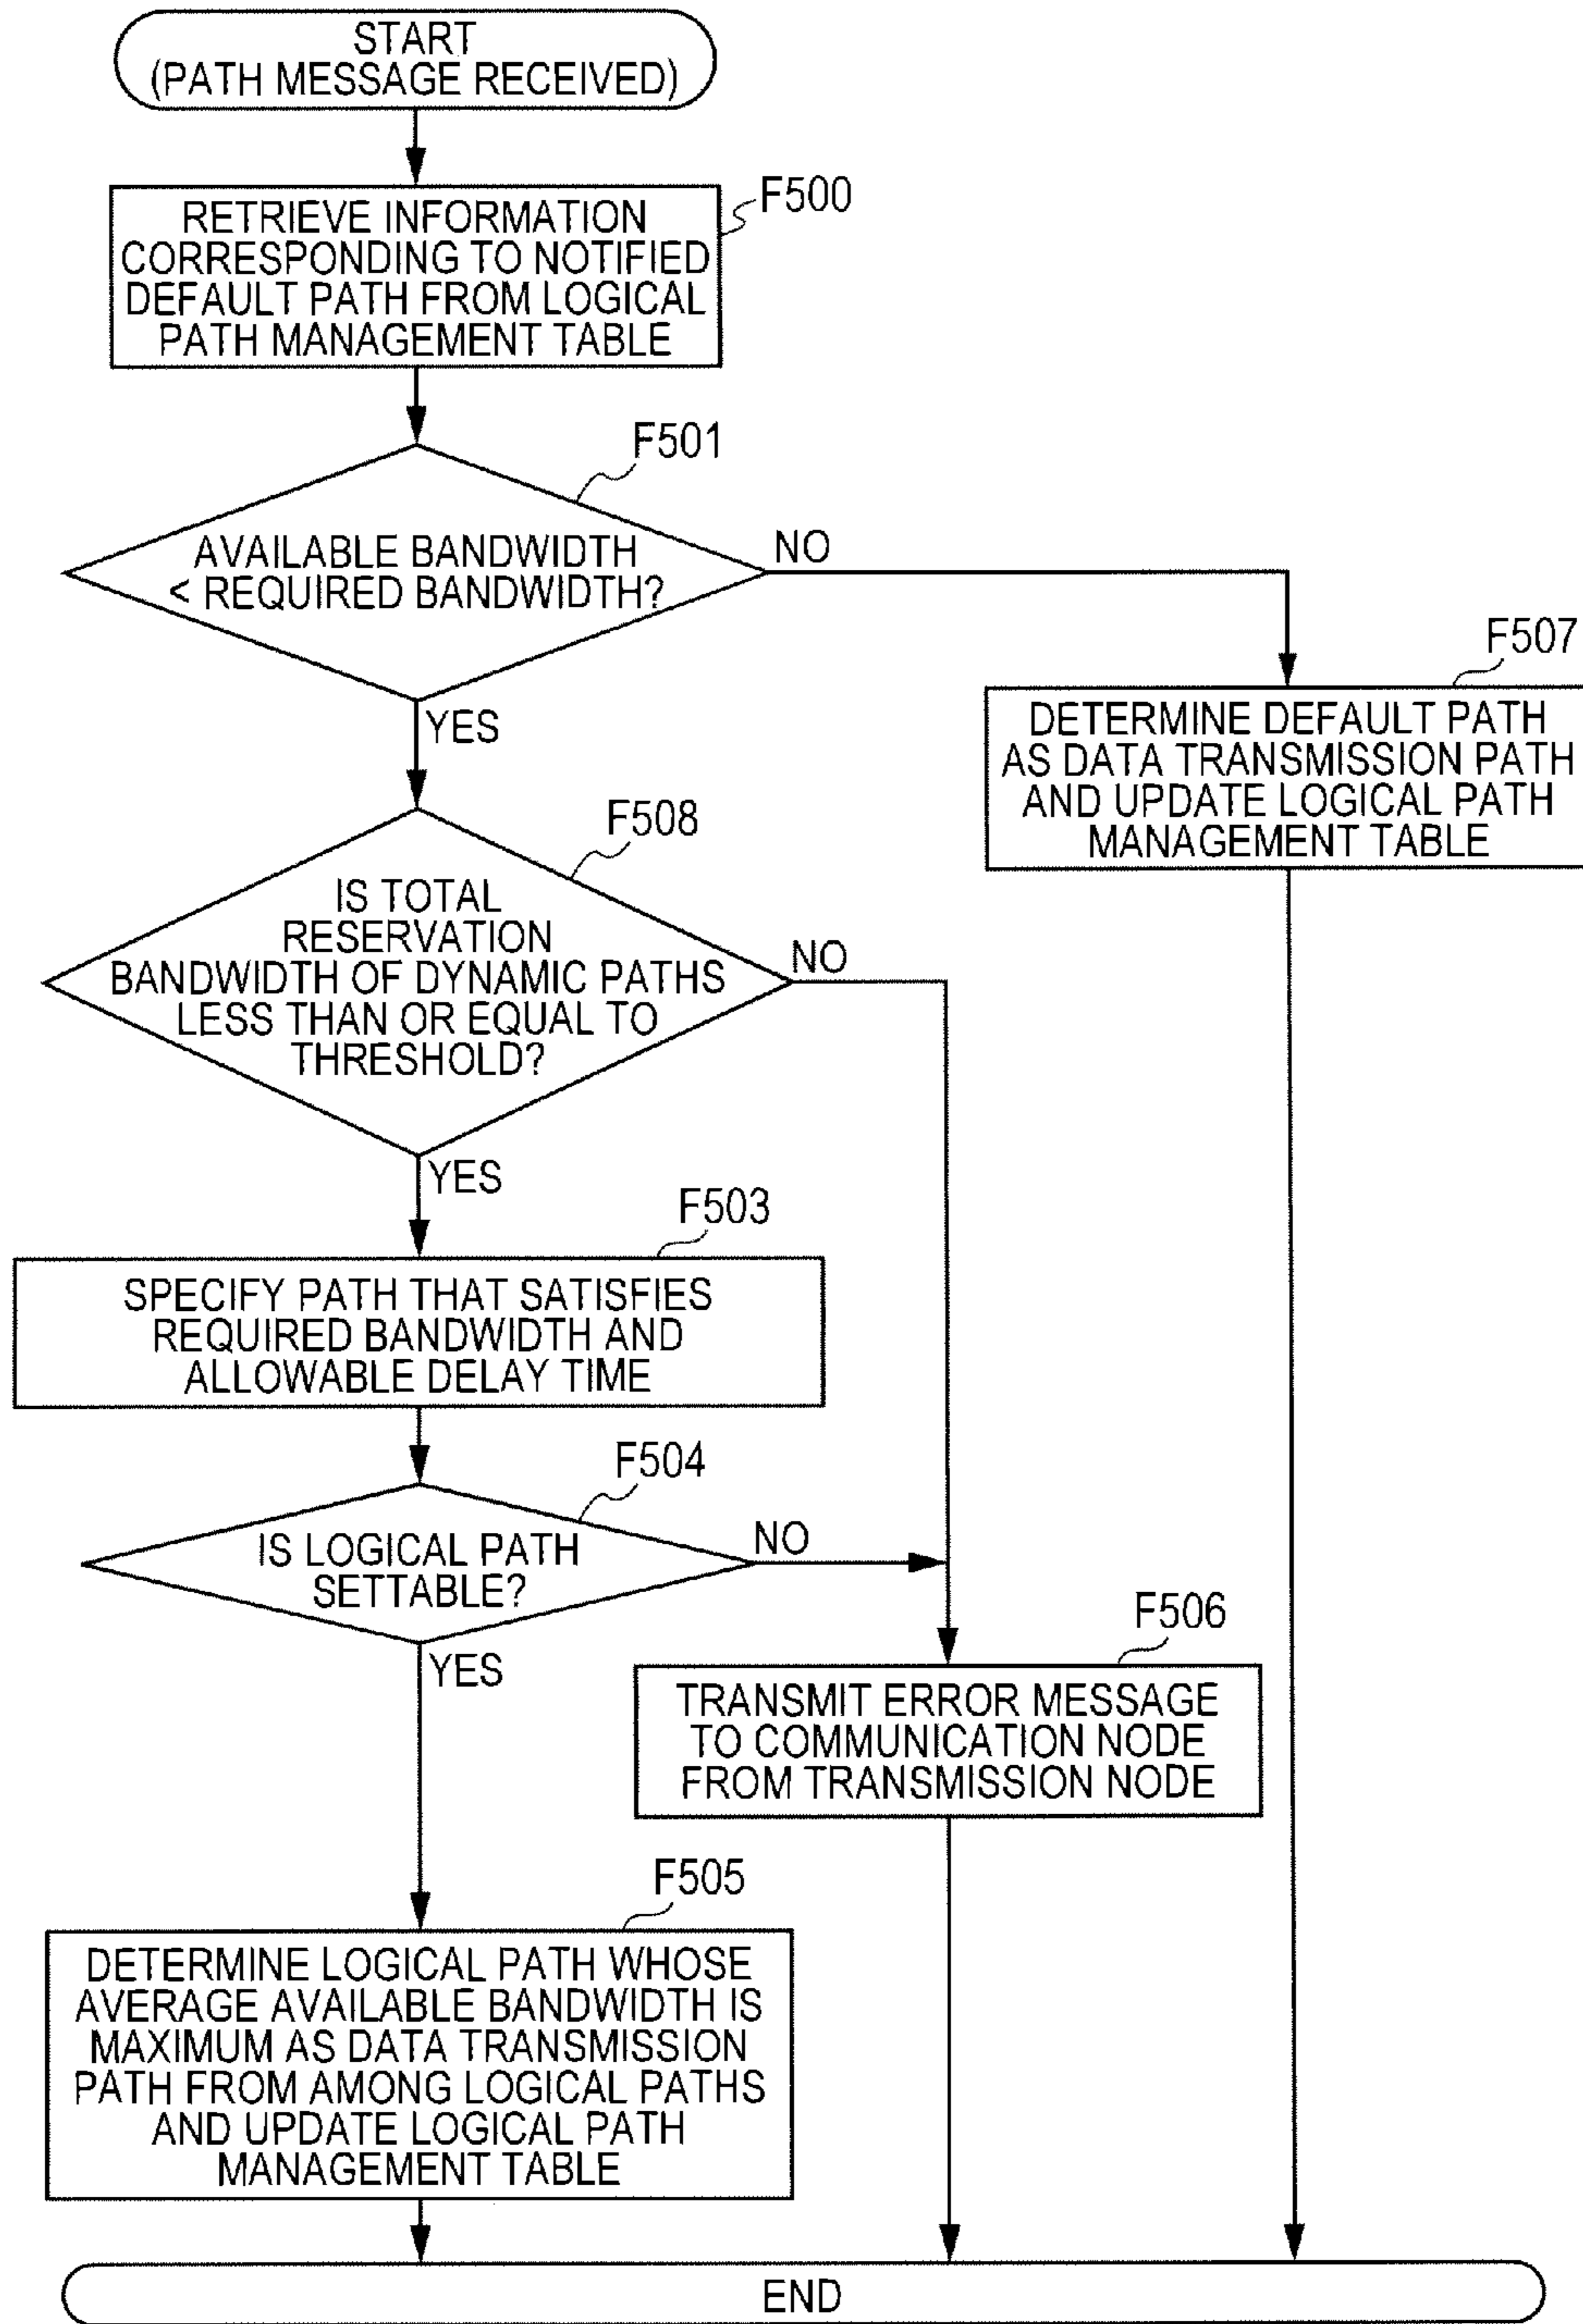 START
(PATH MESSAGE RECEIVED)
F500
RETRIEVE INFORMATION
CORRESPONDING TO NOTIFIED
DEFAULT PATH FROM LOGICAL
PATH MANAGEMENT TABLE
F501
AVAILABLE BANDWIDTH
< REQUIRED BANDWIDTH?
NO
YES
F507
DETERMINE DEFAULT PATH
AS DATA TRANSMISSION PATH
AND UPDATE LOGICAL PATH
MANAGEMENT TABLE
F508
IS TOTAL
RESERVATION
BANDWIDTH OF DYNAMIC PATHS
LESS THAN OR EQUAL TO
THRESHOLD?
NO
YES
F503
SPECIFY PATH THAT SATISFIES
REQUIRED BANDWIDTH AND
ALLOWABLE DELAY TIME
F504
IS LOGICAL PATH
SETTABLE?
NO
YES
F506
TRANSMIT ERROR MESSAGE
TO COMMUNICATION NODE
FROM TRANSMISSION NODE
F505
DETERMINE LOGICAL PATH WHOSE
AVERAGE AVAILABLE BANDWIDTH IS
MAXIMUM AS DATA TRANSMISSION
PATH FROM AMONG LOGICAL PATHS
AND UPDATE LOGICAL PATH
MANAGEMENT TABLE
END